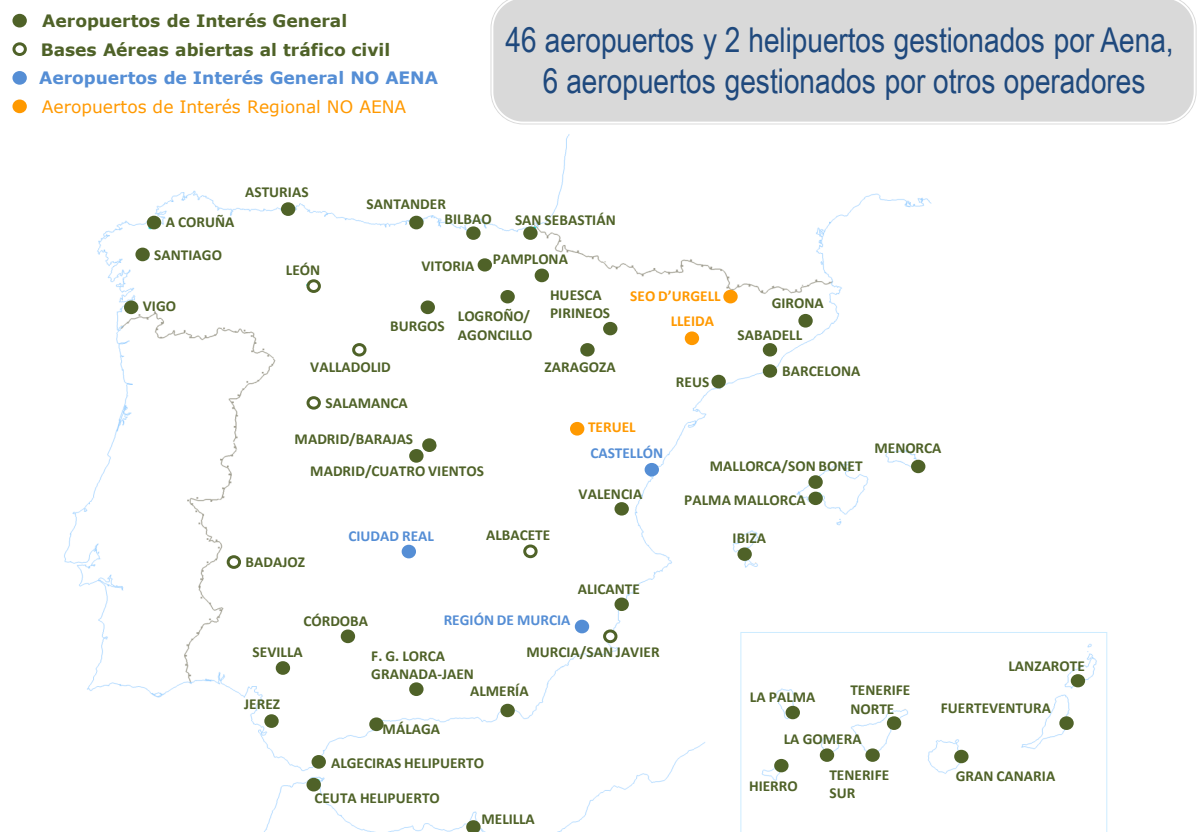 Aeropuertos de Interés General
Bases Aéreas abiertas al tráfico civil
Aeropuertos de Interés General NO AENA
Aeropuertos de Interés Regional NO AENA
46 aeropuertos y 2 helipuertos gestionados por Aena,
6 aeropuertos gestionados por otros operadores
ASTURIAS
SANTANDER
BILBAO
SAN SEBASTIÁN
A CORUÑA
SANTIAGO
VITORIA
PAMPLONA
LEÓN
HUESCA
PIRINEOS
SEO D'URGELL
GIRONA
VIGO
BURGOS
LOGROÑO/
AGONCILLO
LLEIDA
SABADELL
VALLADOLID
ZARAGOZA
BARCELONA
REUS
SALAMANCA
TERUEL
MADRID/BARAJAS
MADRID/CUATRO VIENTOS
CASTELLÓN
MENORCA
MALLORCA/SON BONET
PALMA MALLORCA
VALENCIA
CIUDAD REAL
ALBACETE
IBIZA
BADAJOZ
ALICANTE
CÓRDOBA
REGIÓN DE MURCIA
MURCIA/SAN JAVIER
SEVILLA
F. G. LORCA
GRANADA-JAEN
ALMERÍA
JEREZ
MÁLAGA
ALGECIRAS HELIPUERTO
CEUTA HELIPUERTO
MELILLA
LANZAROTE
LA PALMA
TENERIFE
NORTE
FUERTEVENTURA
LA GOMERA
HIERRO
TENERIFE
SUR
GRAN CANARIA